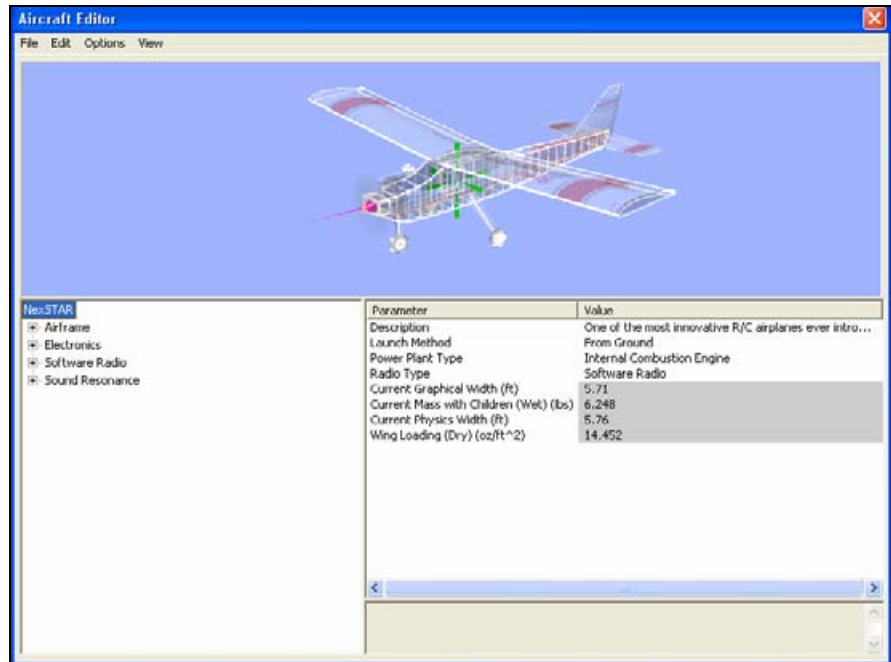 Aircraft Editor
File Edit Options View
NexSTAR
Airframe
Electronics
Software Radio
Sound Resonance
Parameter Value
Description One of the most innovative R/C airplanes ever intro...
Launch Method From Ground
Power Plant Type Internal Combustion Engine
Radio Type Software Radio
Current Graphical Width (ft) 5.71
Current Mass with Children (Wet) (lbs) 6.248
Current Physics Width (ft) 5.76
Wing Loading (Dry) (oz/ft^2) 14.452